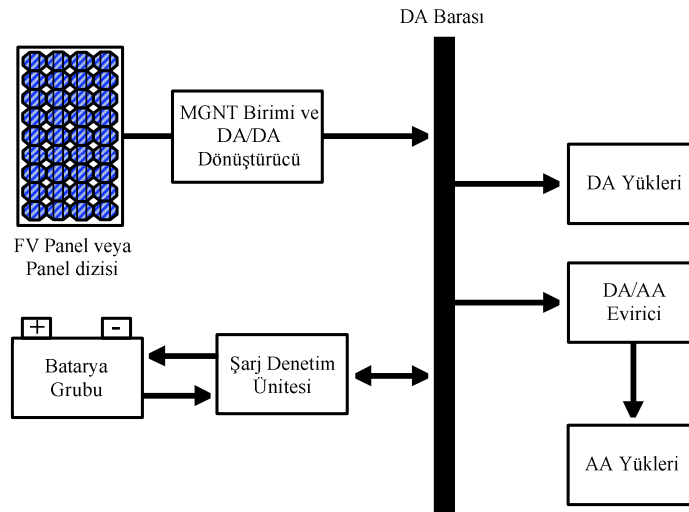 DA Barası
MGNT Birimi ve
DA/DA
Dönüştürücü
FV Panel veya
Panel dizisi
DA Yükleri
DA/AA
Evirici
+ -
Batarya
Grubu
Şarj Denetim
Ünitesi
AA Yükleri